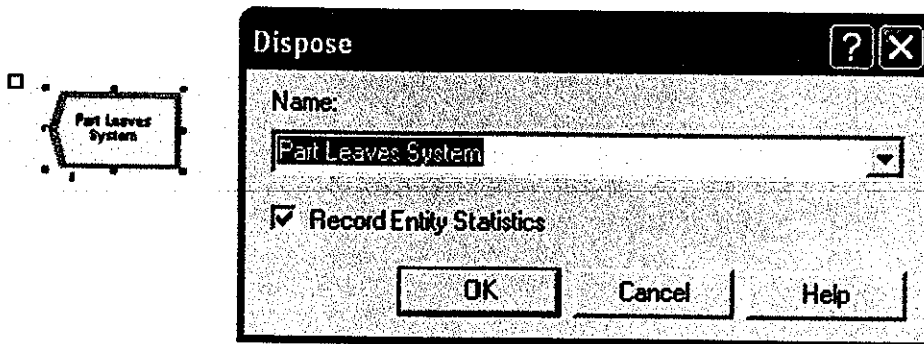 Part Leaves
System
Dispose
Name:
Part Leaves System
Record Entity Statistics
OK
Cancel
Help